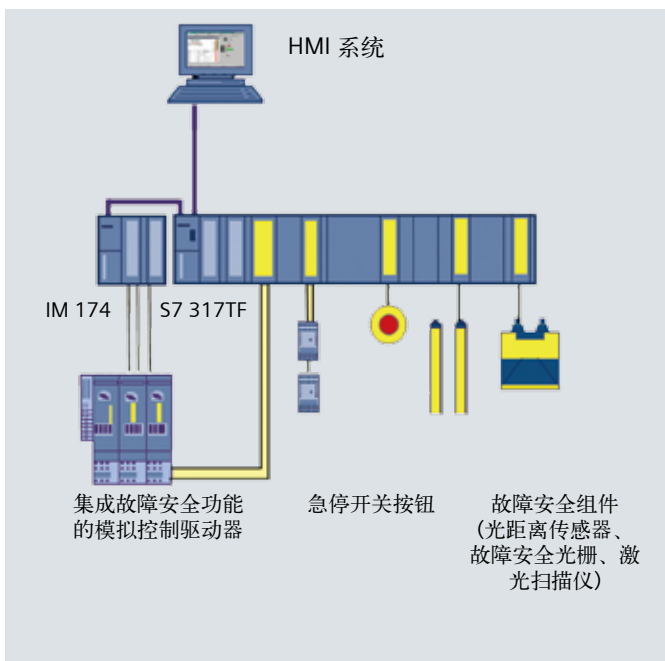 HMI 系统
IM 174
S7 317TF
集成故障安全功能
的模拟控制驱动器
急停开关按钮
故障安全组件
(光距离传感器、
故障安全光栅、激
光扫描仪)